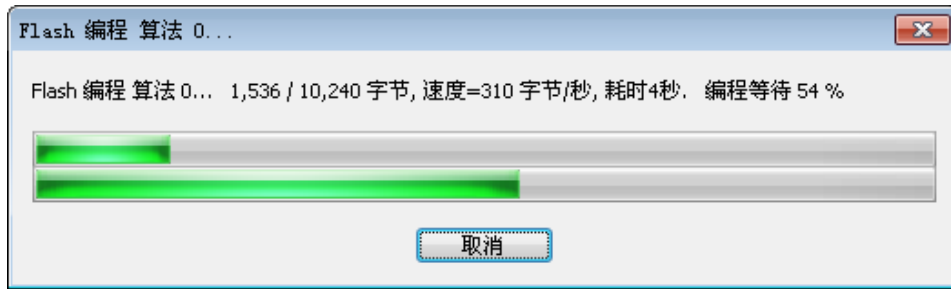 Flash 编程 算法 0...
Flash 编程 算法 0... 1,536 / 10,240 字节, 速度=310 字节/秒, 耗时4秒. 编程等待 54 %
取消